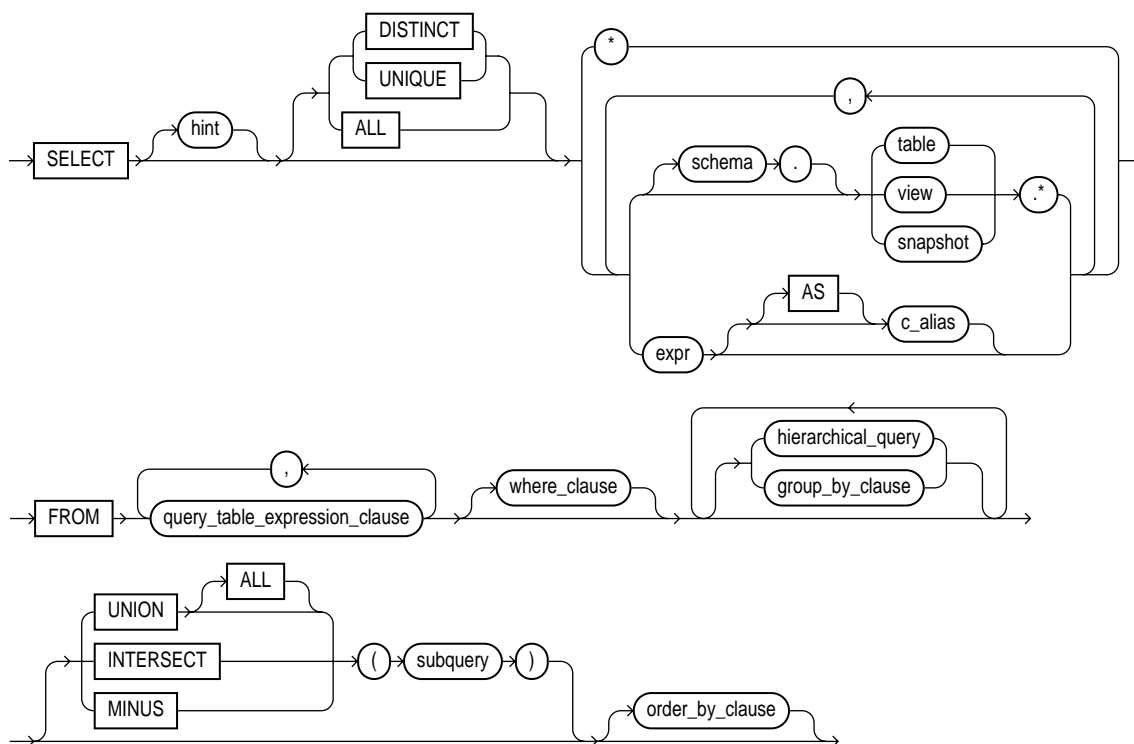 DISTINCT
UNIQUE
ALL
hint
SELECT
*
,
schema . table
view .*
snapshot
AS
c_alias
expr
,
FROM query_table_expression_clause
where_clause
hierarchical_query
group_by_clause
ALL
UNION
INTERSECT ( subquery )
MINUS
order_by_clause